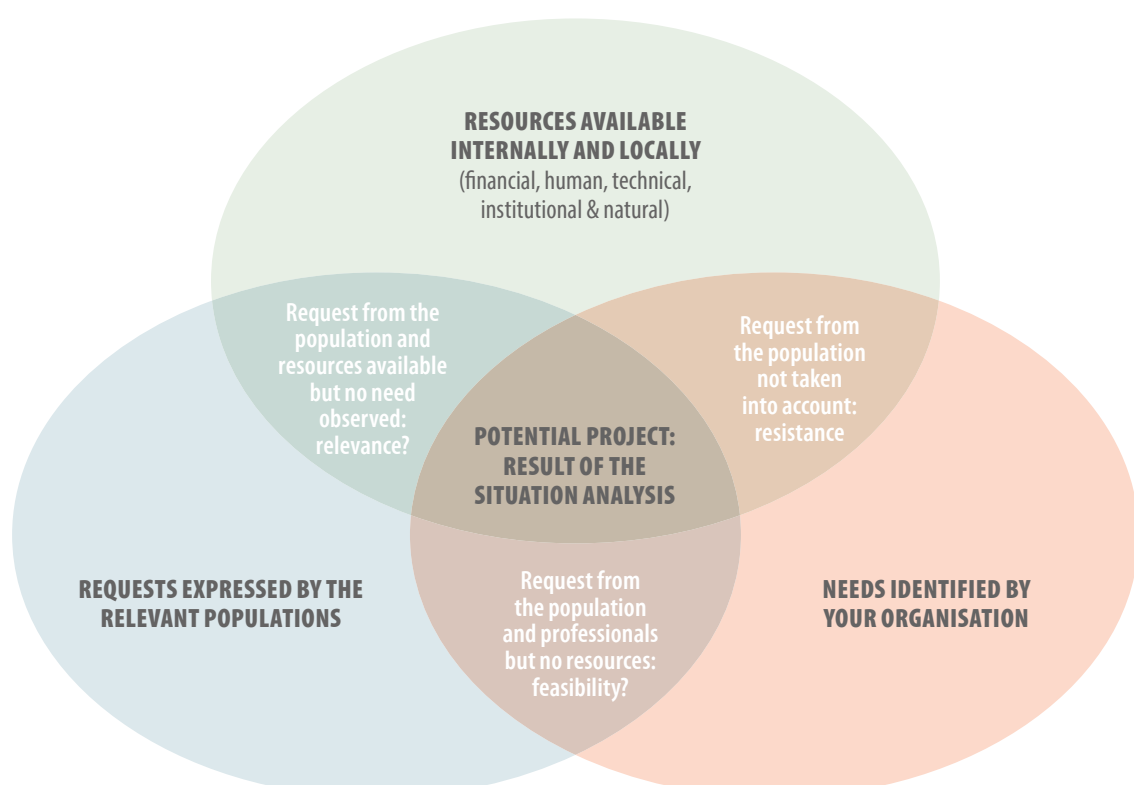 RESOURCES AVAILABLE
INTERNALLY AND LOCALLY
(financial, human, technical,
institutional & natural)
Request from the
population and
resources available
but no need
observed:
relevance?
Request from
the population
not taken
into account:
resistance
POTENTIAL PROJECT:
RESULT OF THE
SITUATION ANALYSIS
REQUESTS EXPRESSED BY THE
RELEVANT POPULATIONS
Request from
the population
and professionals
but no resources:
feasibility?
NEEDS IDENTIFIED BY
YOUR ORGANISATION